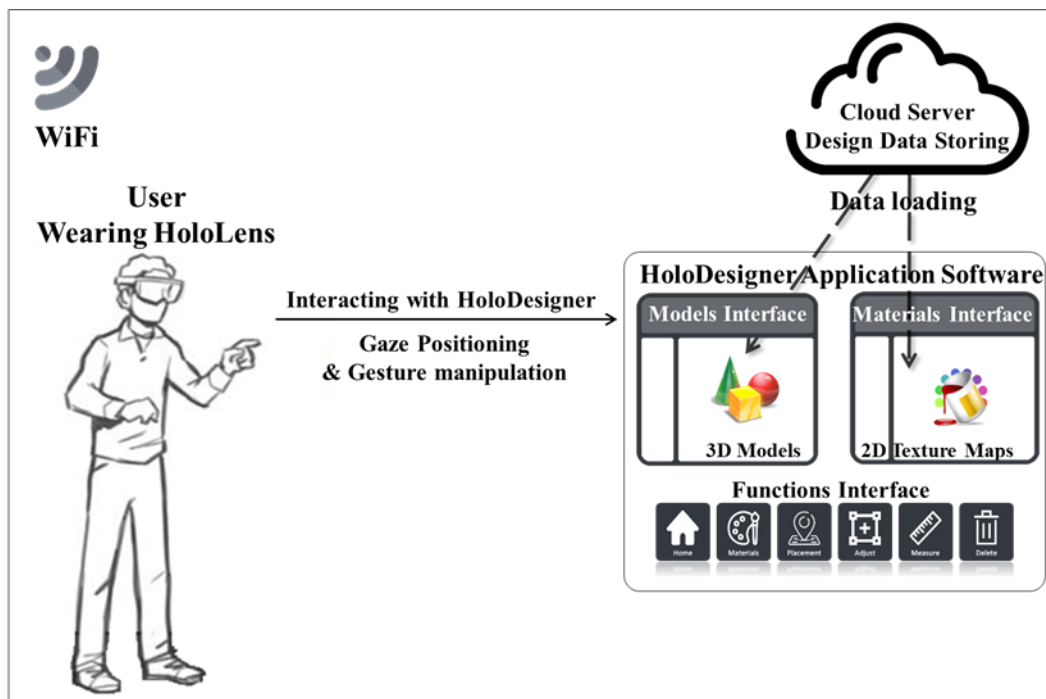 WiFi
User
Wearing HoloLens
Interacting with HoloDesigner
Gaze Positioning
& Gesture manipulation
Cloud Server
Design Data Storing
Data loading
HoloDesigner Application Software
Models Interface
Materials Interface
3D Models
2D Texture Maps
Functions Interface
Home
Materials
Placement
Adjust
Measure
Delete